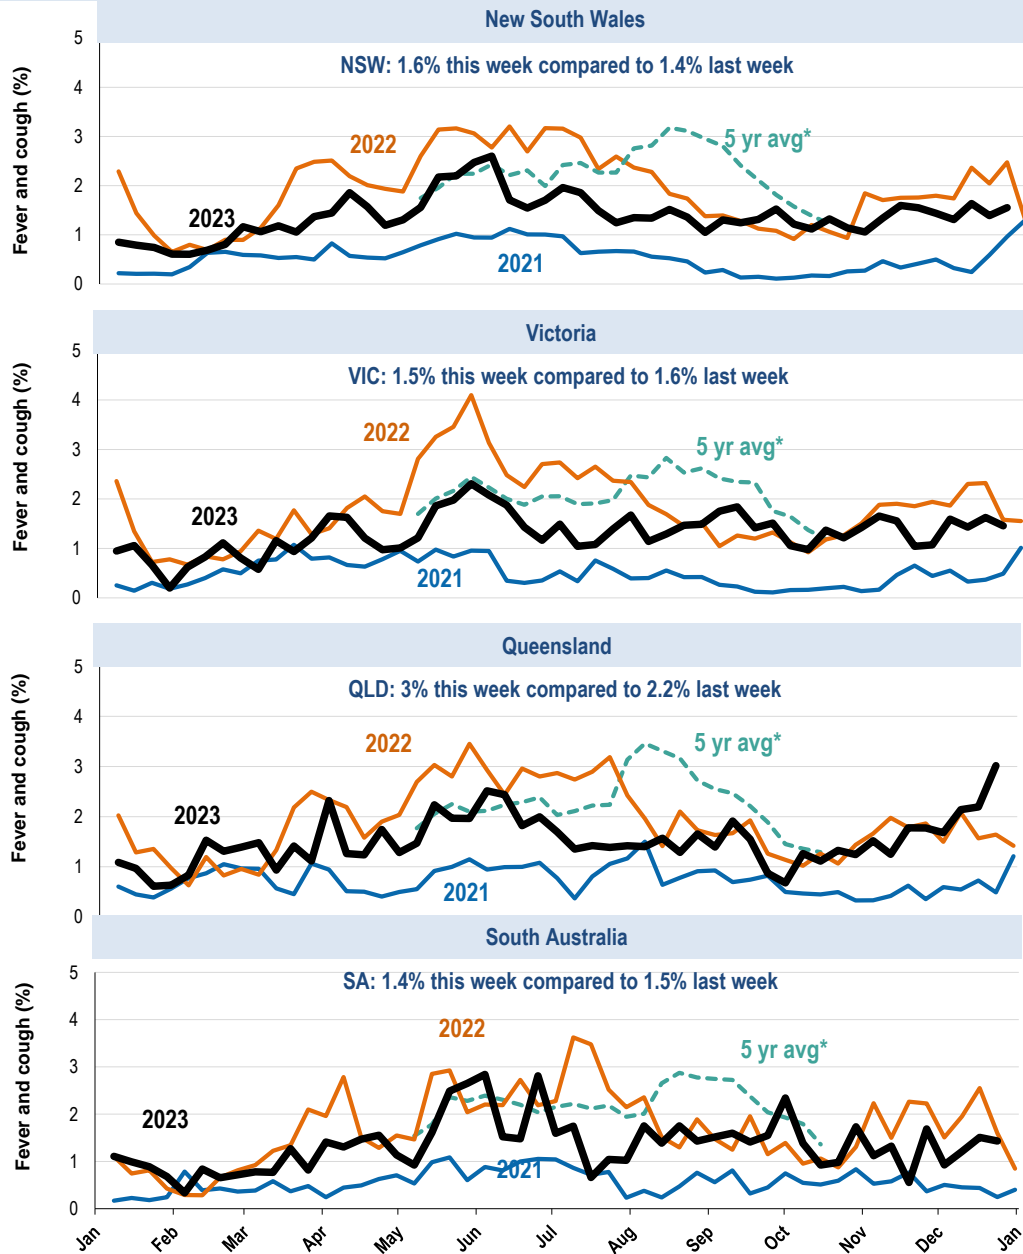 New South Wales
NSW: 1.6% this week compared to 1.4% last week
Fever and cough (%)
5
4
3
2
1
0
2022
5 yr avg*
2023
2021
Victoria
VIC: 1.5% this week compared to 1.6% last week
Fever and cough (%)
5
4
3
2
1
0
2022
5 yr avg*
2023
2021
Queensland
QLD: 3% this week compared to 2.2% last week
Fever and cough (%)
5
4
3
2
1
0
2022
5 yr avg*
2023
2021
South Australia
SA: 1.4% this week compared to 1.5% last week
Fever and cough (%)
5
4
3
2
1
0
2022
5 yr avg*
2023
2021
Jan Feb Mar Apr May Jun Jul Aug Sep Oct Nov Dec Jan